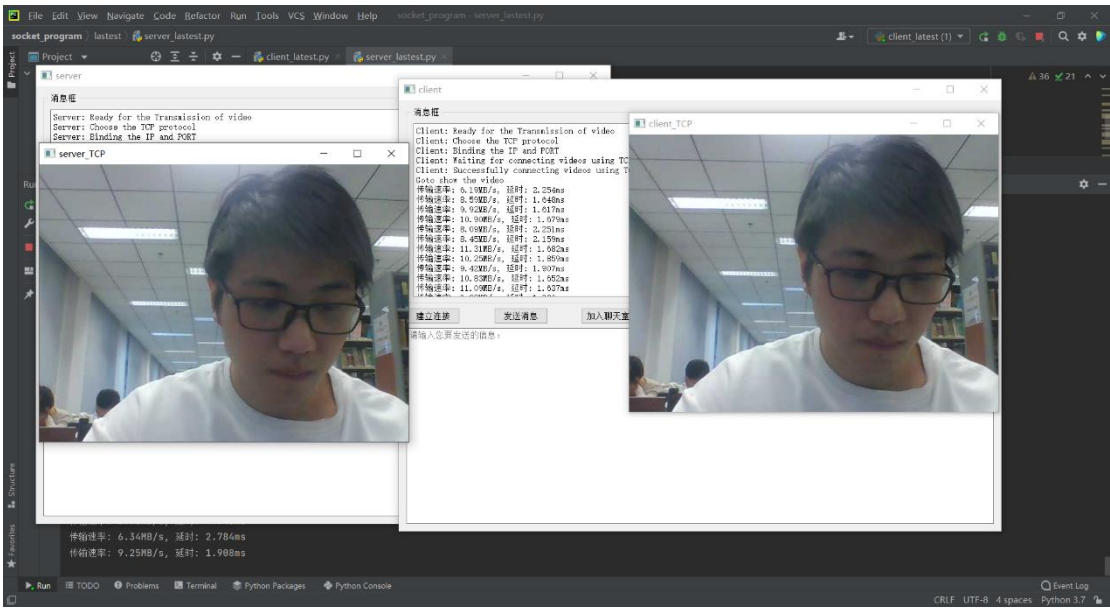 File Edit View Navigate Code Refactor Run Tools VCS Window Help socket_program - server_lastest.py
socket_program lastest server_lastest.py
client_latest (1)
Project
client_latest.py
server_lastest.py
36 21
server
消息框
Server: Ready for the Transmission of video
Server: Choose the TCP protocol
Server: Binding the IP and PORT
server_TCP
client
消息框
Client: Ready for the Transmission of video
Client: Choose the TCP protocol
Client: Binding the IP and PORT
Client: Waiting for connecting videos using TC
Client: Successfully connecting videos using T
Goto show the video
传输速率: 6.19MB/s, 延时: 2.254ms
传输速率: 8.59MB/s, 延时: 1.648ms
传输速率: 9.92MB/s, 延时: 1.617ms
传输速率: 10.90MB/s, 延时: 1.679ms
传输速率: 8.09MB/s, 延时: 2.251ms
传输速率: 8.45MB/s, 延时: 2.159ms
传输速率: 11.31MB/s, 延时: 1.682ms
传输速率: 10.25MB/s, 延时: 1.859ms
传输速率: 9.42MB/s, 延时: 1.907ms
传输速率: 10.83MB/s, 延时: 1.652ms
传输速率: 11.09MB/s, 延时: 1.637ms
建立连接 发送消息 加入聊天室
请输入您要发送的信息:
client_TCP
Project
Ru
Structure
Favorites
传输速率: 6.34MB/s, 延时: 2.784ms
传输速率: 9.25MB/s, 延时: 1.908ms
Run TODO Problems Terminal Python Packages Python Console Event Log
CRLF UTF-8 4 spaces Python 3.7